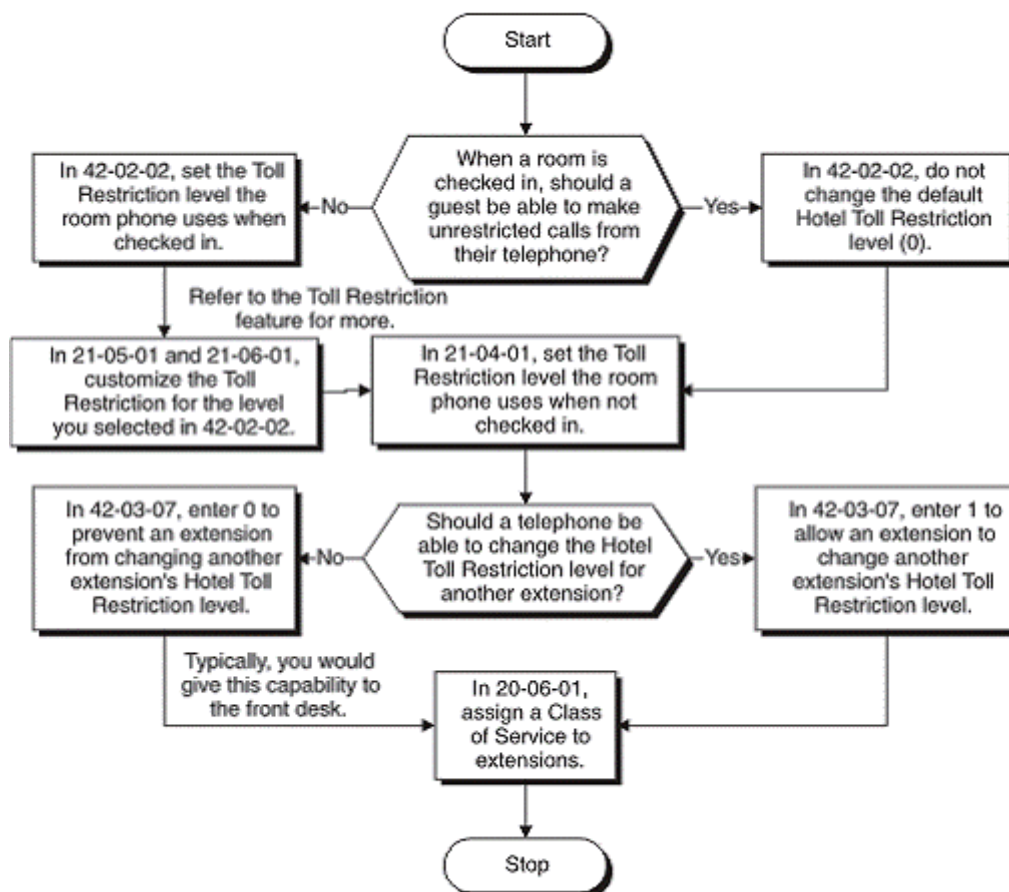 Start
When a room is
checked in, should a
guest be able to make
unrestricted calls from
their telephone?
No
Yes
In 42-02-02, set the Toll
Restriction level the
room phone uses when
checked in.
In 42-02-02, do not
change the default
Hotel Toll Restriction
level (0).
Refer to the Toll Restriction
feature for more.
In 21-05-01 and 21-06-01,
customize the Toll
Restriction for the level
you selected in 42-02-02.
In 21-04-01, set the Toll
Restriction level the room
phone uses when not
checked in.
Should a telephone be
able to change the Hotel
Toll Restriction level for
another extension?
No
Yes
In 42-03-07, enter 0 to
prevent an extension
from changing another
extension's Hotel Toll
Restriction level.
In 42-03-07, enter 1 to
allow an extension to
change another
extension's Hotel Toll
Restriction level.
Typically, you would
give this capability to
the front desk.
In 20-06-01,
assign a Class
of Service to
extensions.
Stop